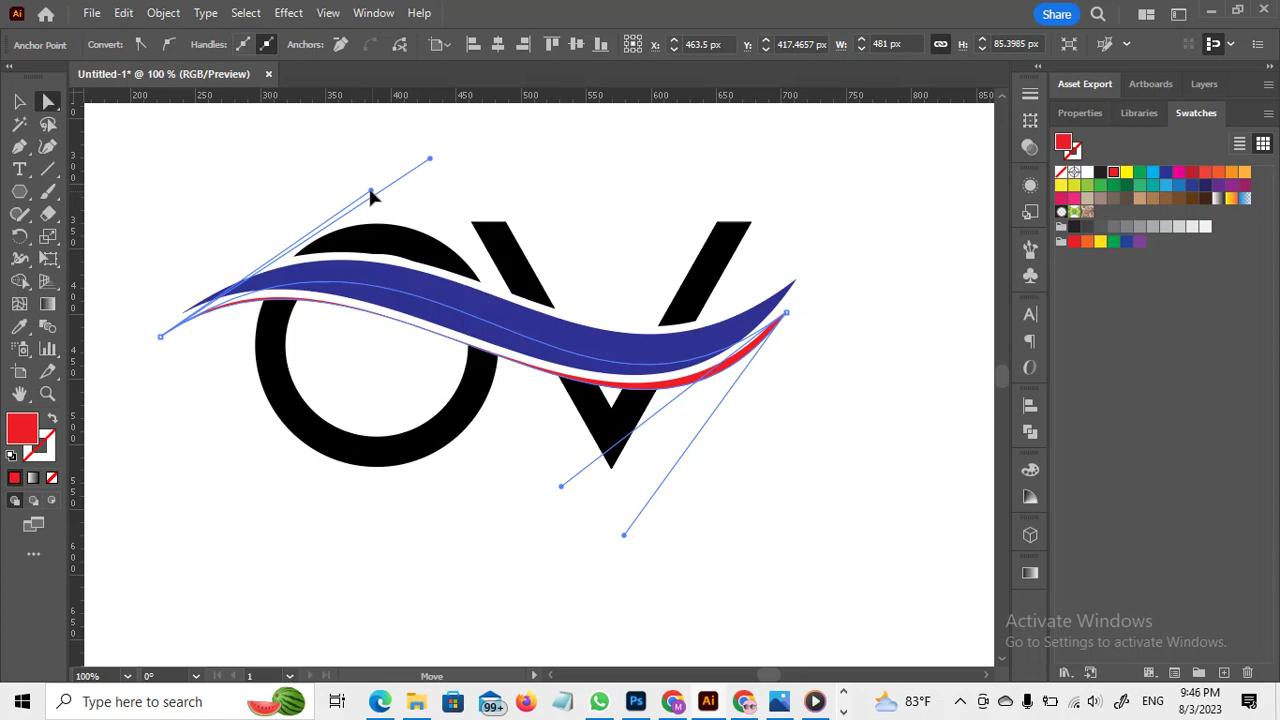 Ai File Edit Object Type Select Effect View Window Help Share
Anchor Point Convert: Handles: Anchors: X: 463.5 px Y: 417.4657 px W: 481 px H: 85.3985 px
Untitled-1* @ 100 % (RGB/Preview) ×
Asset Export Artboards Layers
200 250 300 350 400 450 500 550 600 650 700 750 800 850
Properties Libraries Swatches
OV
Activate Windows
Go to Settings to activate Windows.
100% 0° 1 Move
Type here to search 99+ Ps M Ai 83°F 9:46 PM
8/3/2023